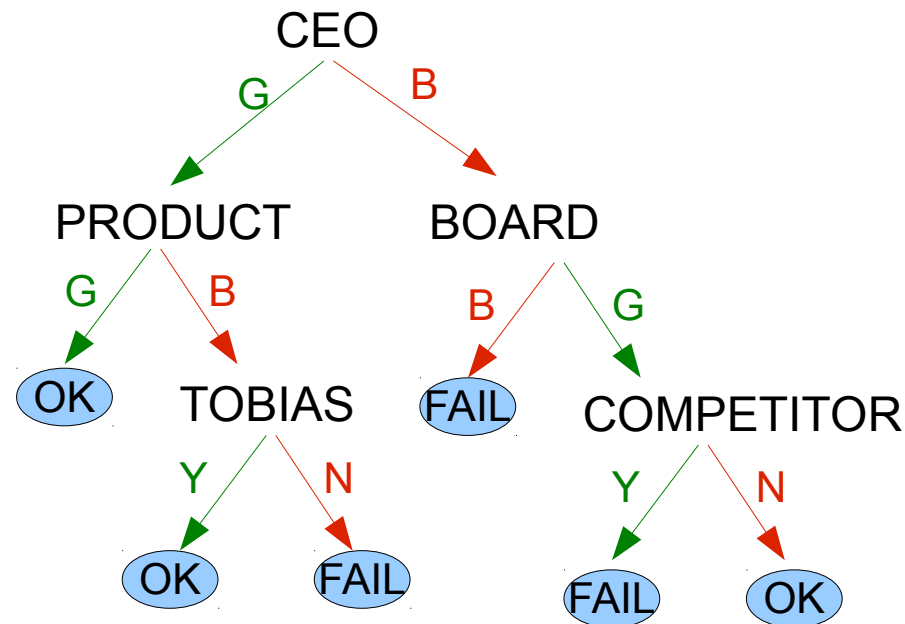 CEO
G B
PRODUCT BOARD
G B B G
OK TOBIAS FAIL COMPETITOR
Y N Y N
OK FAIL FAIL OK